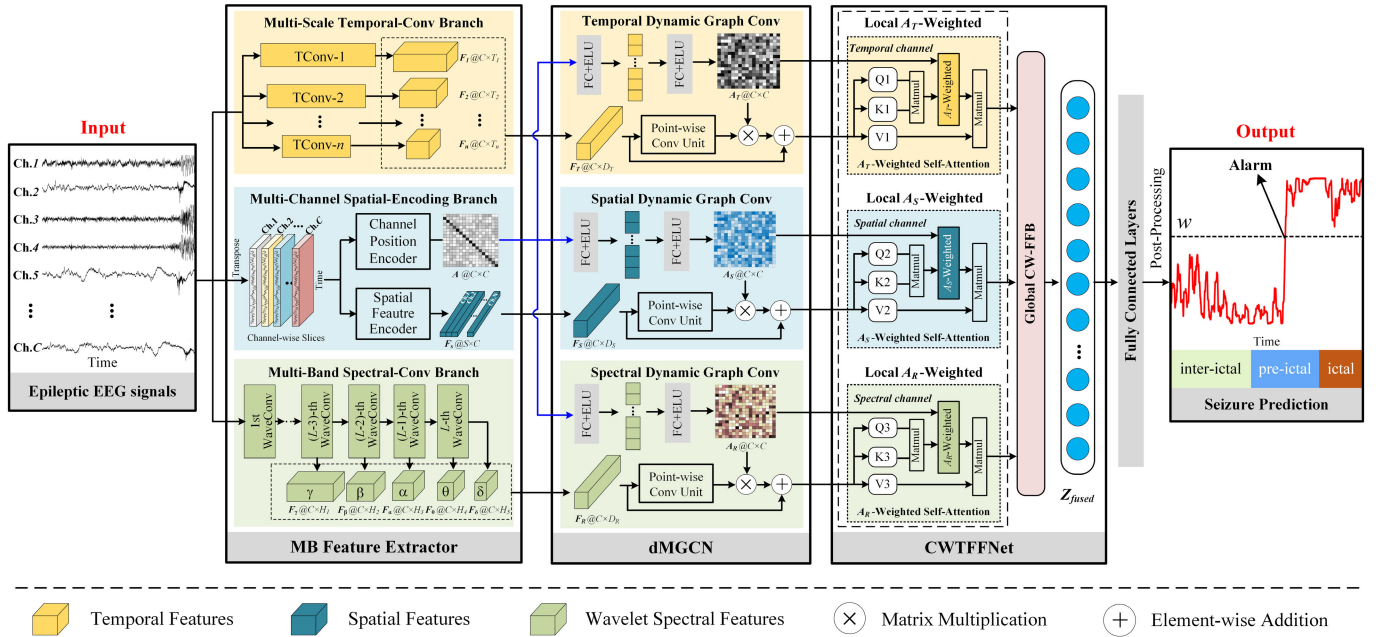 Input
Ch.1
Ch.2
Ch.3
Ch.4
Ch.5
Ch.C
Time
Epileptic EEG signals
Multi-Scale Temporal-Conv Branch
TConv-1
F1@C×T1
TConv-2
F2@C×T2
TConv-n
Fn@C×Tn
Multi-Channel Spatial-Encoding Branch
Transpose
Ch.1
Ch.2
Ch.C
Time
Channel-wise Slices
Channel
Position
Encoder
A @C×C
Spatial
Feautre
Encoder
Fs@S×C
Multi-Band Spectral-Conv Branch
1st
WaveConv
(L-3)-th
WaveConv
(L-2)-th
WaveConv
(L-1)-th
WaveConv
L-th
WaveConv
γ
β
α
θ
δ
Fγ@C×H1
Fβ@C×H2
Fα@C×H3
Fθ@C×H4
Fδ@C×H5
MB Feature Extractor
Temporal Dynamic Graph Conv
FC+ELU
FC+ELU
AT@C×C
Point-wise
Conv Unit
FT@C×DT
Spatial Dynamic Graph Conv
FC+ELU
FC+ELU
AS@C×C
Point-wise
Conv Unit
FS@C×DS
Spectral Dynamic Graph Conv
FC+ELU
FC+ELU
AR@C×C
Point-wise
Conv Unit
FR@C×DR
dMGCN
Local AT-Weighted
Temporal channel
Q1
K1
V1
Matmul
AT-Weighted
Matmul
AT-Weighted Self-Attention
Local AS-Weighted
Spatial channel
Q2
K2
V2
Matmul
AS-Weighted
Matmul
AS-Weighted Self-Attention
Local AR-Weighted
Spectral channel
Q3
K3
V3
Matmul
AR-Weighted
Matmul
AR-Weighted Self-Attention
Global CW-FFB
Zfused
CWTFFNet
Fully Connected Layers
Post-Processing
Output
Alarm
w
Time
inter-ictal
pre-ictal
ictal
Seizure Prediction
Temporal Features
Spatial Features
Wavelet Spectral Features
Matrix Multiplication
Element-wise Addition